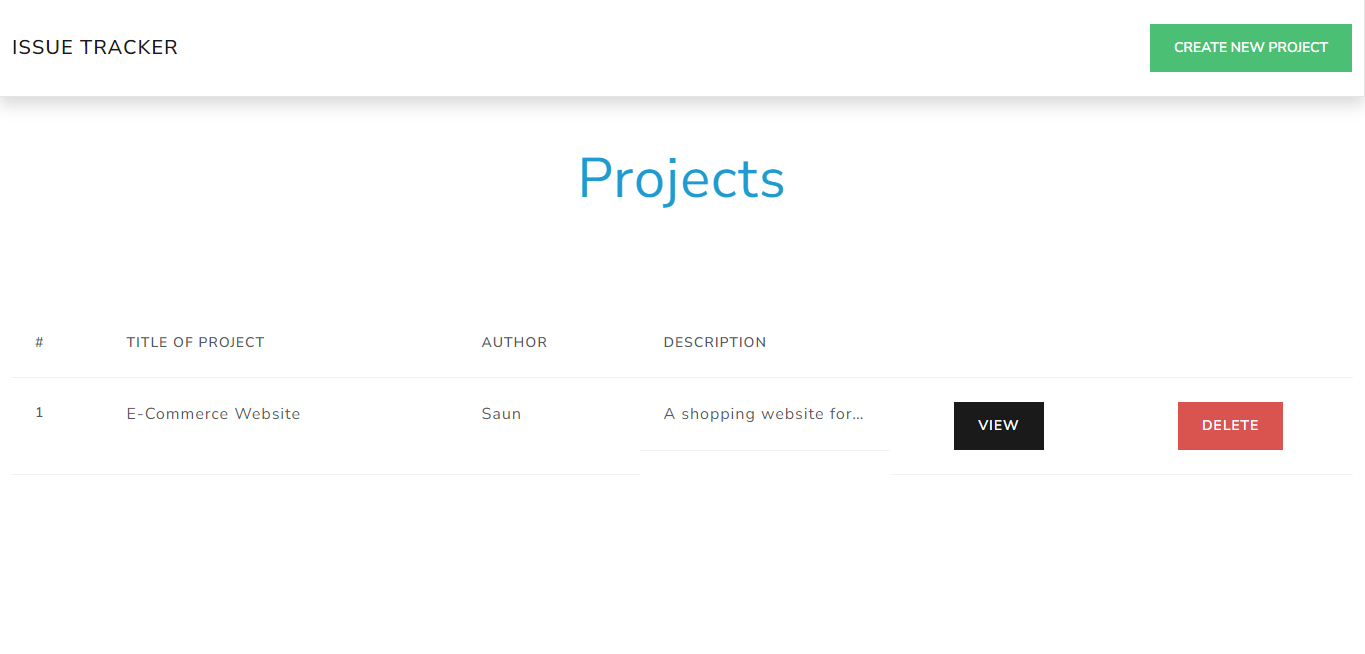 ISSUE TRACKER
CREATE NEW PROJECT
Projects
# TITLE OF PROJECT AUTHOR DESCRIPTION
1 E-Commerce Website Saun A shopping website for... VIEW DELETE